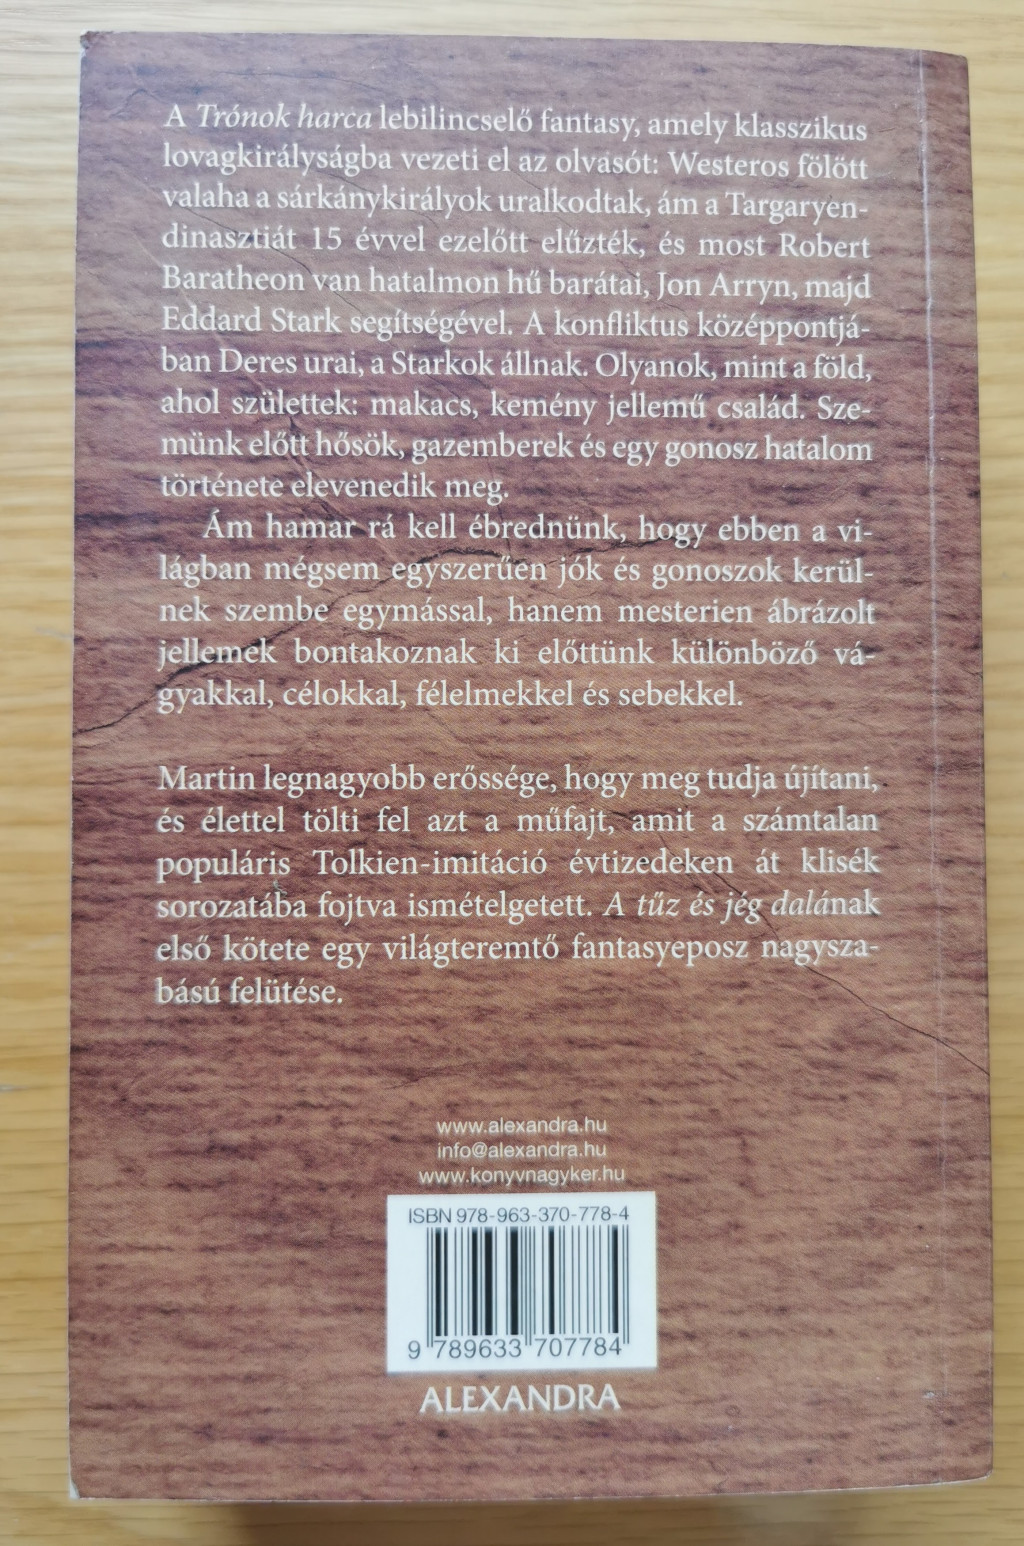 A Trónok harca lebilincselő fantasy, amely klasszikus
lovagkirályságba vezeti el az olvasót: Westeros fölött
valaha a sárkánykirályok uralkodtak, ám a Targaryen-
dinasztiát 15 évvel ezelőtt elűzték, és most Robert
Baratheon van hatalmon hű barátai, Jon Arryn, majd
Eddard Stark segítségével. A konfliktus középpontjá-
ban Deres urai, a Starkok állnak. Olyanok, mint a föld,
ahol születtek: makacs, kemény jellemű család. Sze-
münk előtt hősök, gazemberek és egy gonosz hatalom
története elevenedik meg.
Ám hamar rá kell ébrednünk, hogy ebben a vi-
lágban mégsem egyszerűen jók és gonoszok kerül-
nek szembe egymással, hanem mesterien ábrázolt
jellemek bontakoznak ki előttünk különböző vá-
gyakkal, célokkal, félelmekkel és sebekkel.
Martin legnagyobb erőssége, hogy meg tudja újítani,
és élettel tölti fel azt a műfajt, amit a számtalan
populáris Tolkien-imitáció évtizedeken át klisék
sorozatába fojtva ismételgetett. A tűz és jég dalának
első kötete egy világteremtő fantasyeposz nagysza-
bású felütése.
www.alexandra.hu
info@alexandra.hu
www.konyvnagyker.hu
ISBN 978-963-370-778-4
9 789633 707784
ALEXANDRA